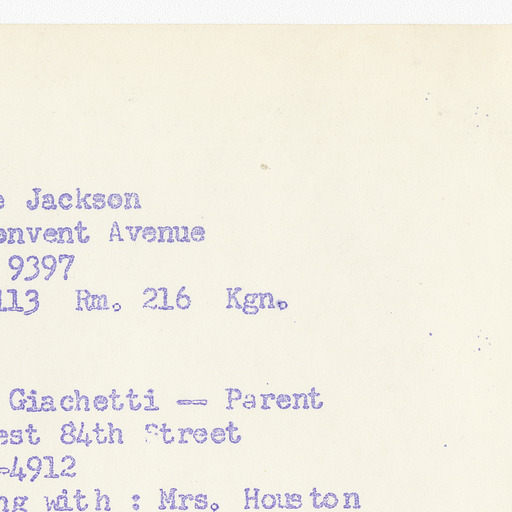 e Jackson
onvent Avenue
9397
113 Rm. 216 Kgn.
Giachetti -- Parent
est 84th Street
-4912
ng with : Mrs. Houston